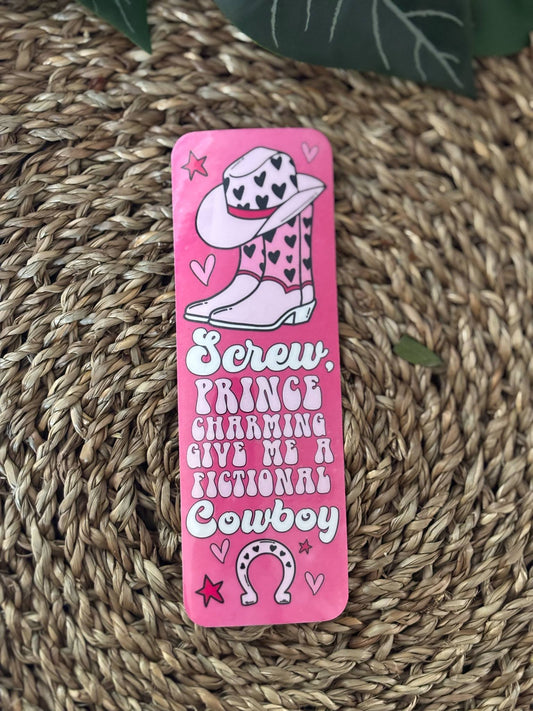 Screw,
PRINCE
CHARMING
GIVE ME A
FICTIONAL
Cowboy